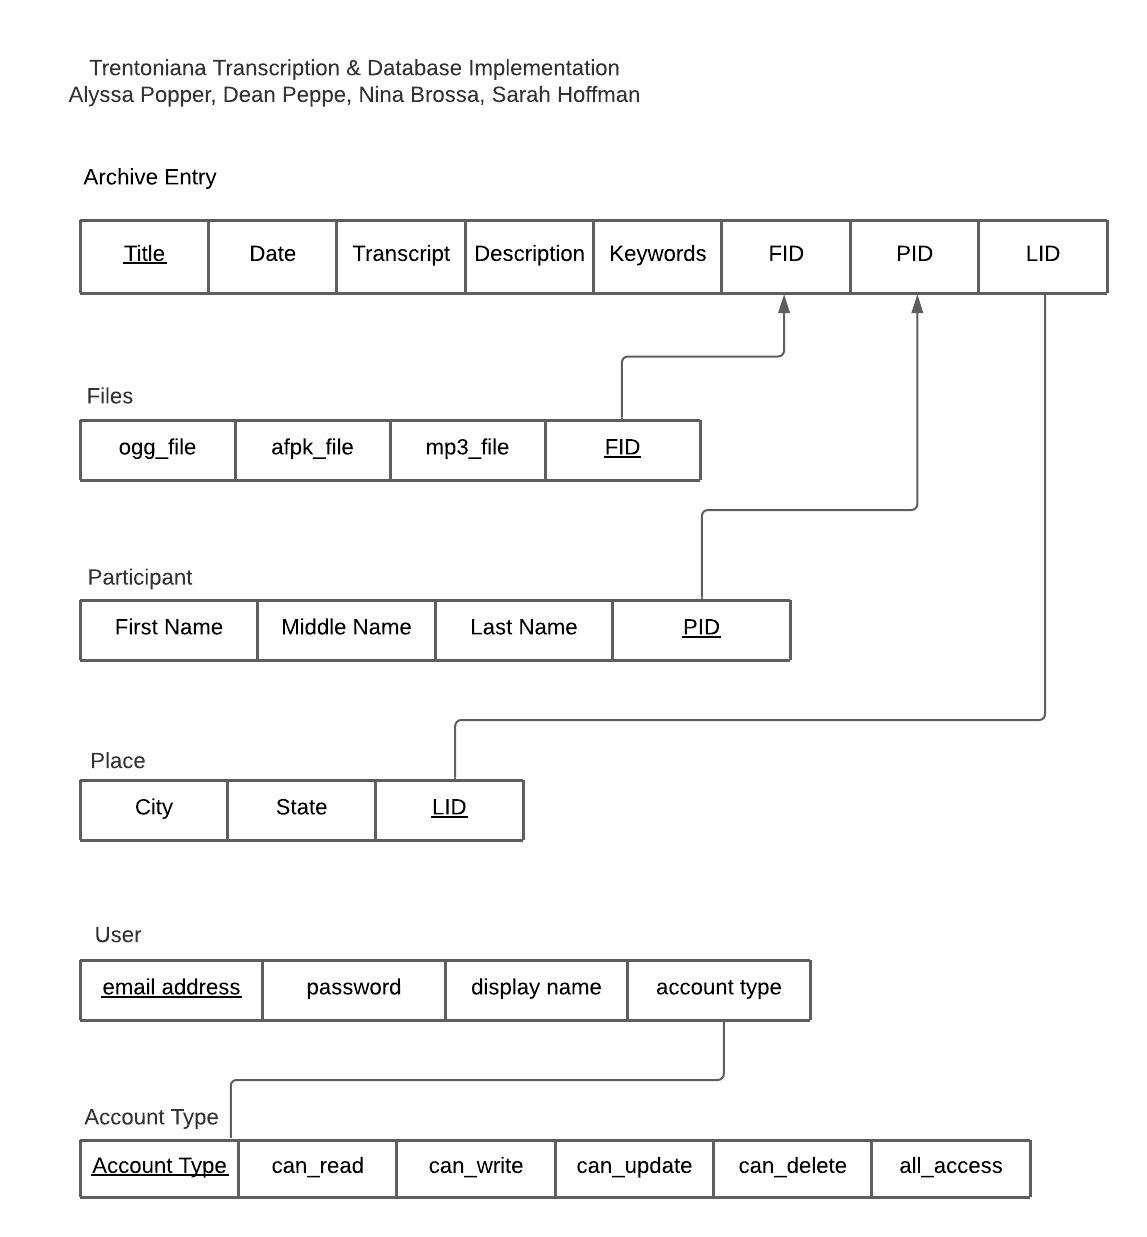 Trentoniana Transcription & Database Implementation
Alyssa Popper, Dean Peppe, Nina Brossa, Sarah Hoffman
Archive Entry
Title Date Transcript Description Keywords FID PID LID
Files
ogg_file afpk_file mp3_file FID
Participant
First Name Middle Name Last Name PID
Place
City State LID
User
email address password display name account type
Account Type
Account Type can_read can_write can_update can_delete all_access